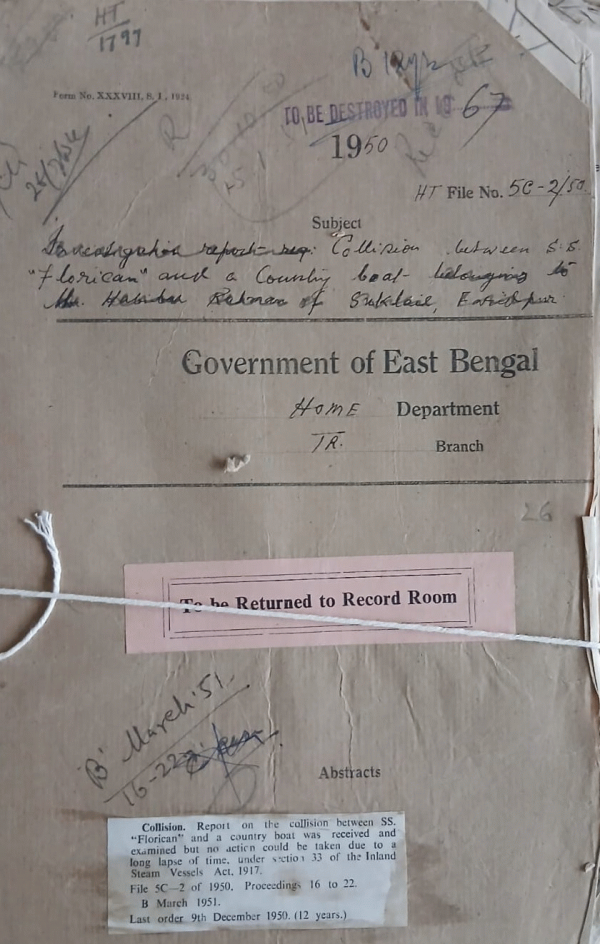 HT
1797
Form No. XXXVIII, S. I., 1924
TO BE DESTROYED IN 19 67
1950
HT File No. 5C-2/50.
Subject
Investigation report reg: Collision between S.S
"Florican" and a Country boat belonging to
Mr. Habibur Rahman of
Government of East Bengal
HOME Department
TR. Branch
26
To be Returned to Record Room
'B' March '51.
16-22
Abstracts
Collision. Report on the collision between SS.
"Florican" and a country boat was received and
examined but no action could be taken due to a
long lapse of time, under section 33 of the Inland
Steam Vessels Act, 1917.
File 5C—2 of 1950. Proceedings 16 to 22.
B March 1951.
Last order 9th December 1950. (12 years.)